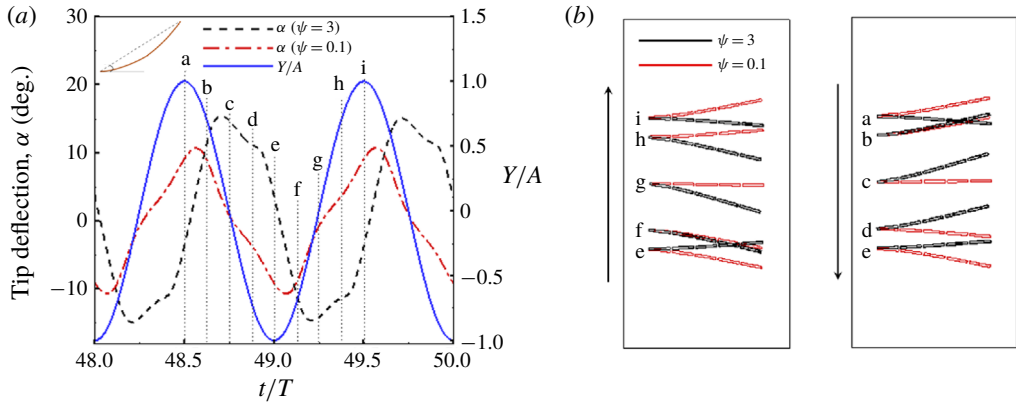 (a)
30
20
10
0
−10
Tip deflection, α (deg.)
α (ψ = 3)
α (ψ = 0.1)
Y/A
a
b
c
d
e
f
g
h
i
1.5
1.0
0.5
0
−0.5
−1.0
Y/A
48.0
48.5
49.0
49.5
50.0
t/T
(b)
ψ = 3
ψ = 0.1
i
h
g
f
e
a
b
c
d
e